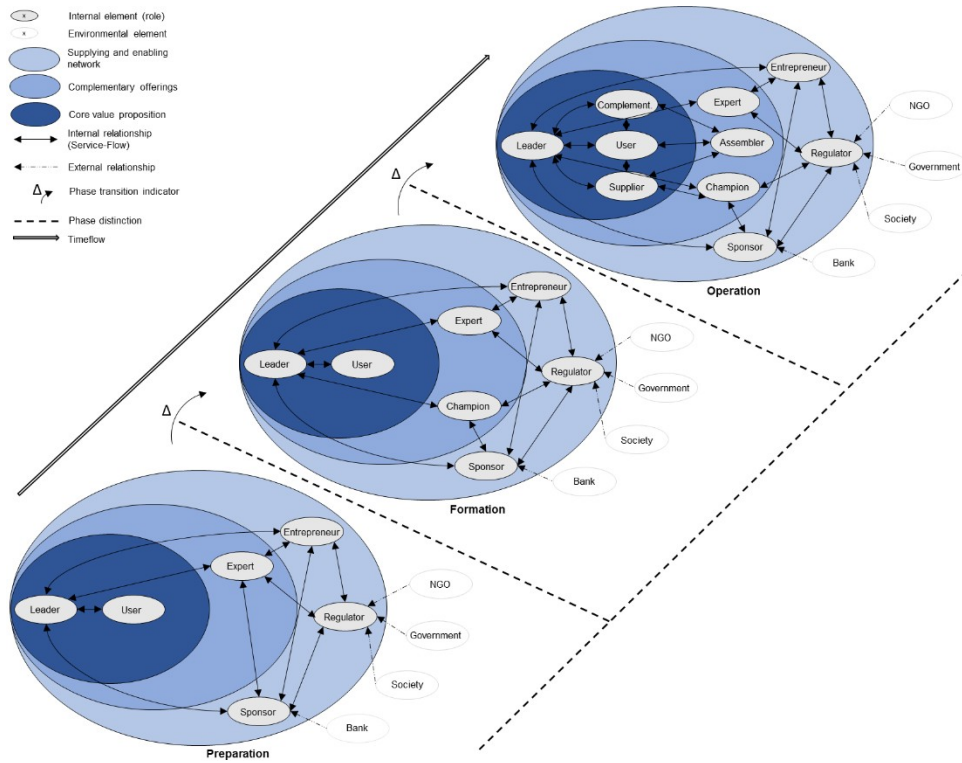 x Internal element (role)
x Environmental element
Supplying and enabling
network
Complementary offerings
Core value proposition
Internal relationship
(Service-Flow)
External relationship
Δ Phase transition indicator
Phase distinction
Timeflow
Entrepreneur
Complement
Expert
NGO
Leader
User
Assembler
Regulator
Government
Supplier
Champion
Society
Sponsor
Bank
Operation
Δ
Entrepreneur
Expert
NGO
Leader
User
Regulator
Government
Champion
Society
Sponsor
Bank
Formation
Δ
Entrepreneur
Expert
NGO
Leader
User
Regulator
Government
Society
Sponsor
Bank
Preparation